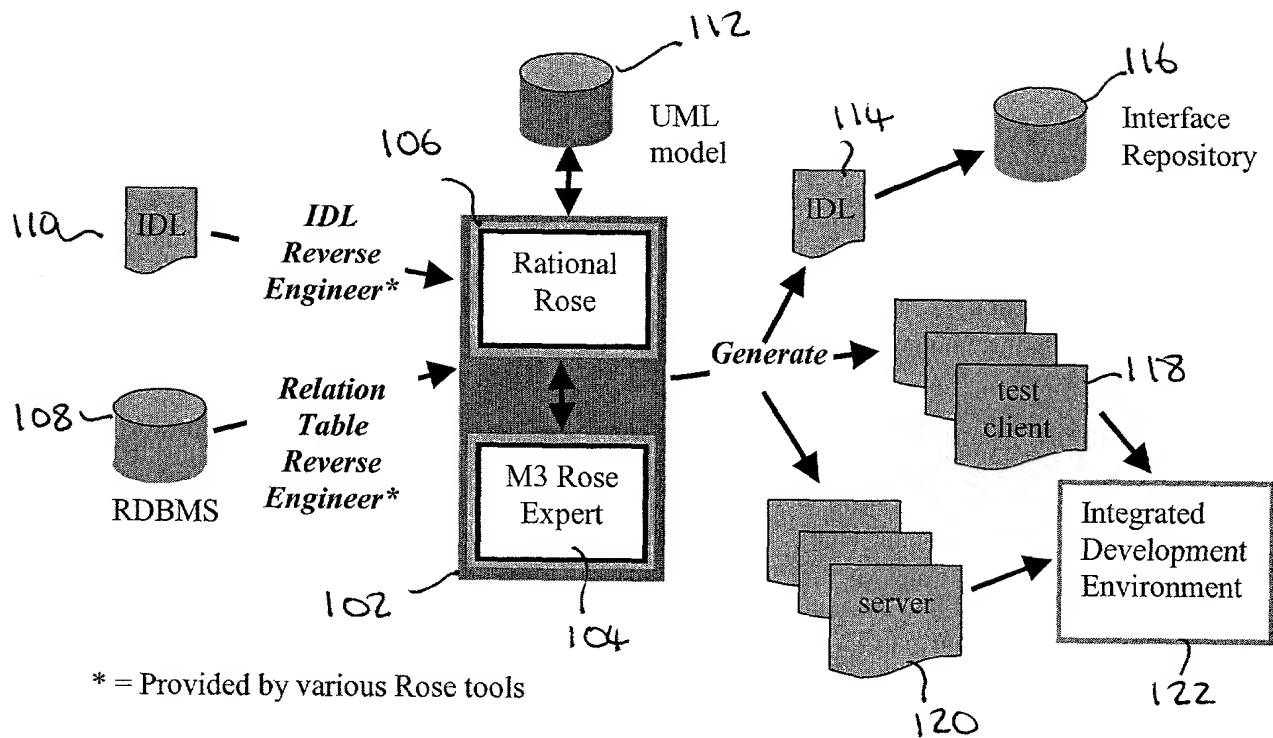 112
UML
model
116
Interface
Repository
114
IDL
106
110
IDL
IDL
Reverse
Engineer*
Rational
Rose
Generate
108
RDBMS
Relation
Table
Reverse
Engineer*
M3 Rose
Expert
102
104
test
client
118
server
120
Integrated
Development
Environment
122
* = Provided by various Rose tools